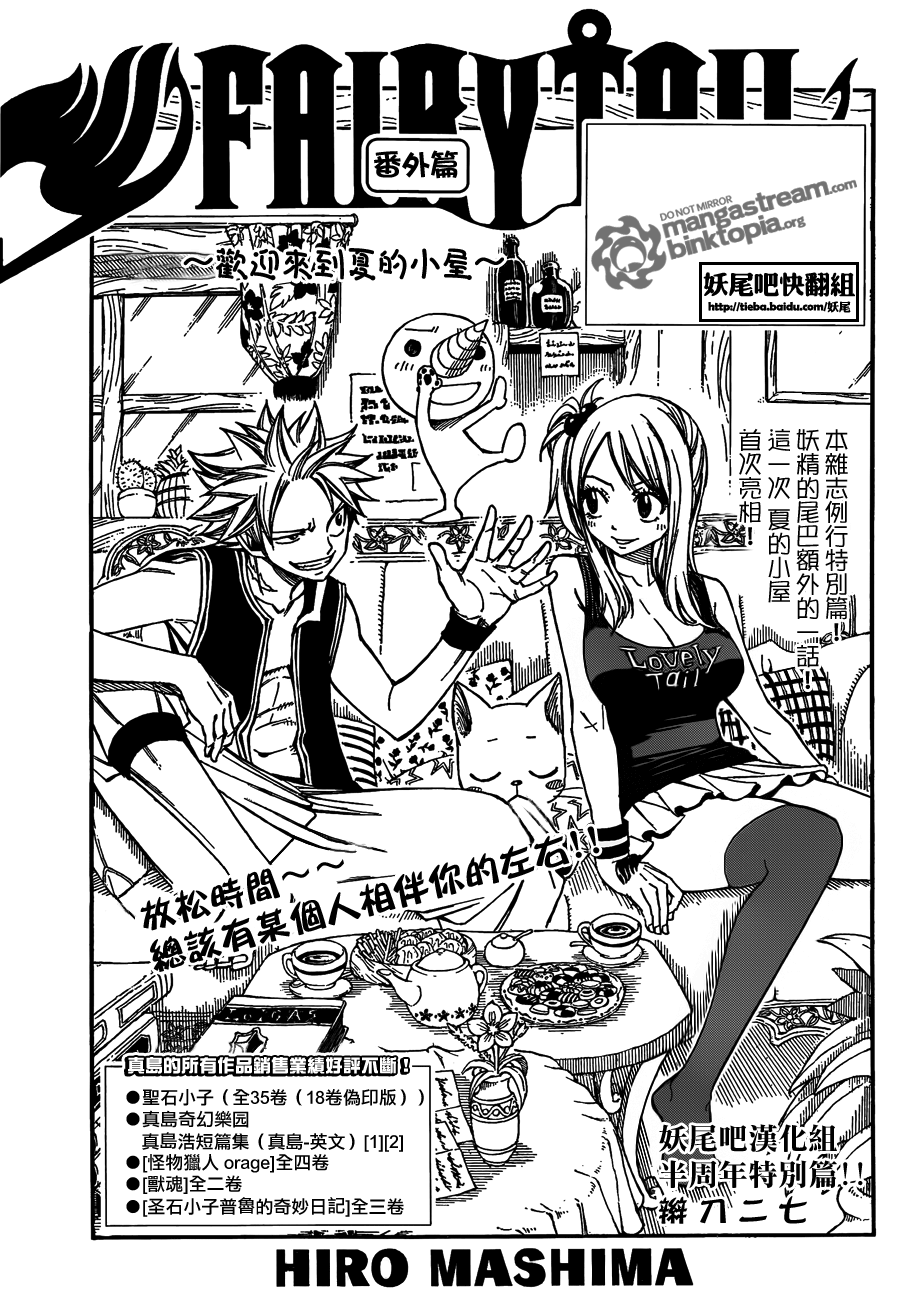 FAIRY TAIL
番外篇
DO NOT MIRROR
mangastream.com
binktopia.org
妖尾吧快翻組
http://tieba.baidu.com/妖尾
～歡迎來到夏的小屋～
本雜志例行特別篇！
妖精的尾巴額外的一話！
這一次 夏的小屋
首次亮相！
LOVELY
TAIL
放松時間～～
總該有某個人相伴你的左右!!
真島的所有作品銷售業績好評不斷！
●聖石小子（全35卷（18卷偽印版））
●真島奇幻樂园
真島浩短篇集（真島-英文）[1][2]
●[怪物獵人 orage]全四卷
●[獸魂]全二卷
●[圣石小子普魯的奇妙日記]全三卷
妖尾吧漢化組
半周年特別篇!!
辮刀二七
HIRO MASHIMA